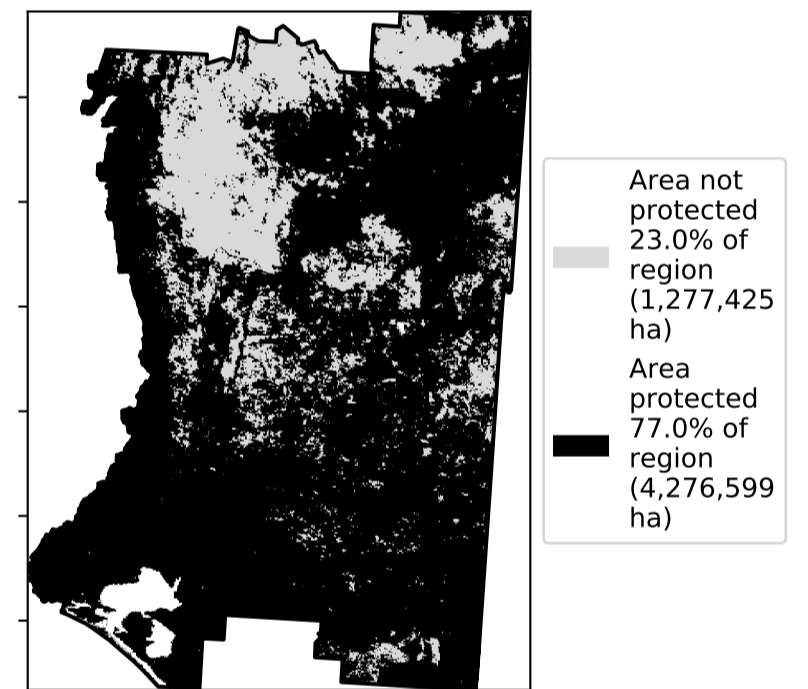 Area not
protected
23.0% of
region
(1,277,425
ha)
Area
protected
77.0% of
region
(4,276,599
ha)